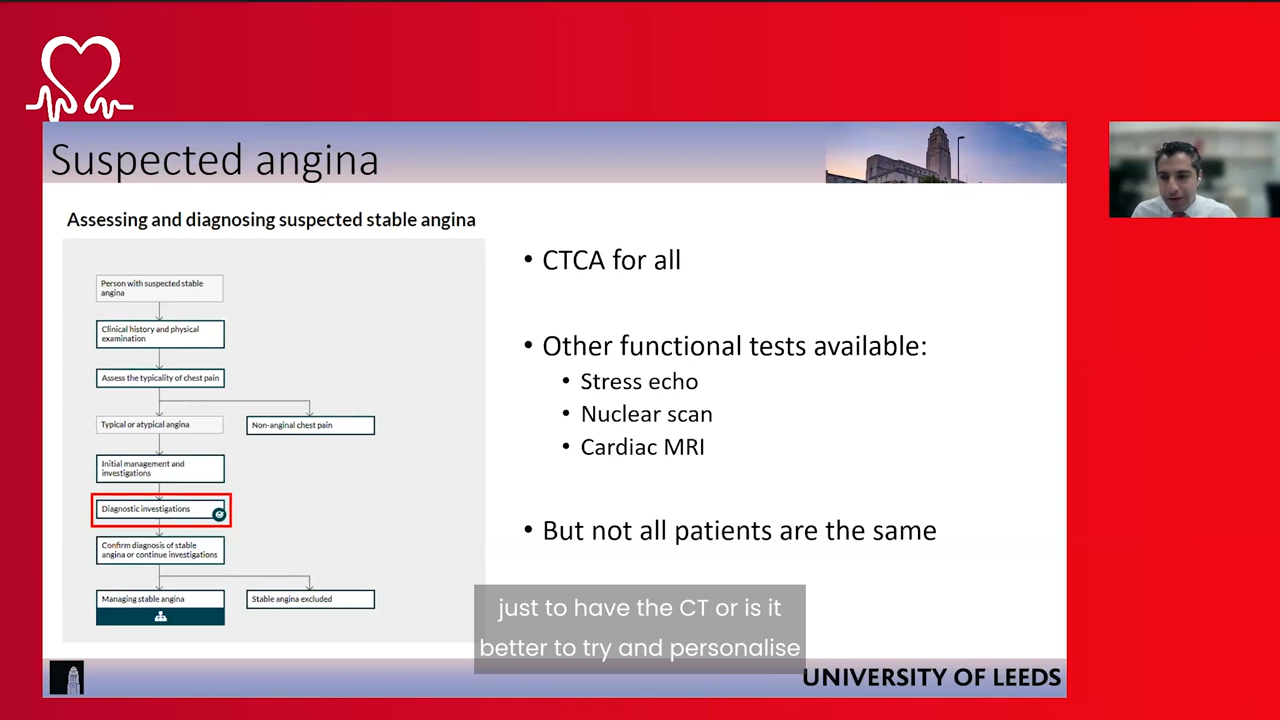 Suspected angina
Assessing and diagnosing suspected stable angina
Person with suspected stable
angina
Clinical history and physical
examination
Assess the typicality of chest pain
Typical or atypical angina
Non-anginal chest pain
Initial management and
investigations
Diagnostic investigations
Confirm diagnosis of stable
angina or continue investigations
Managing stable angina
Stable angina excluded
• CTCA for all
• Other functional tests available:
• Stress echo
• Nuclear scan
• Cardiac MRI
• But not all patients are the same
just to have the CT or is it
better to try and personalise
UNIVERSITY OF LEEDS